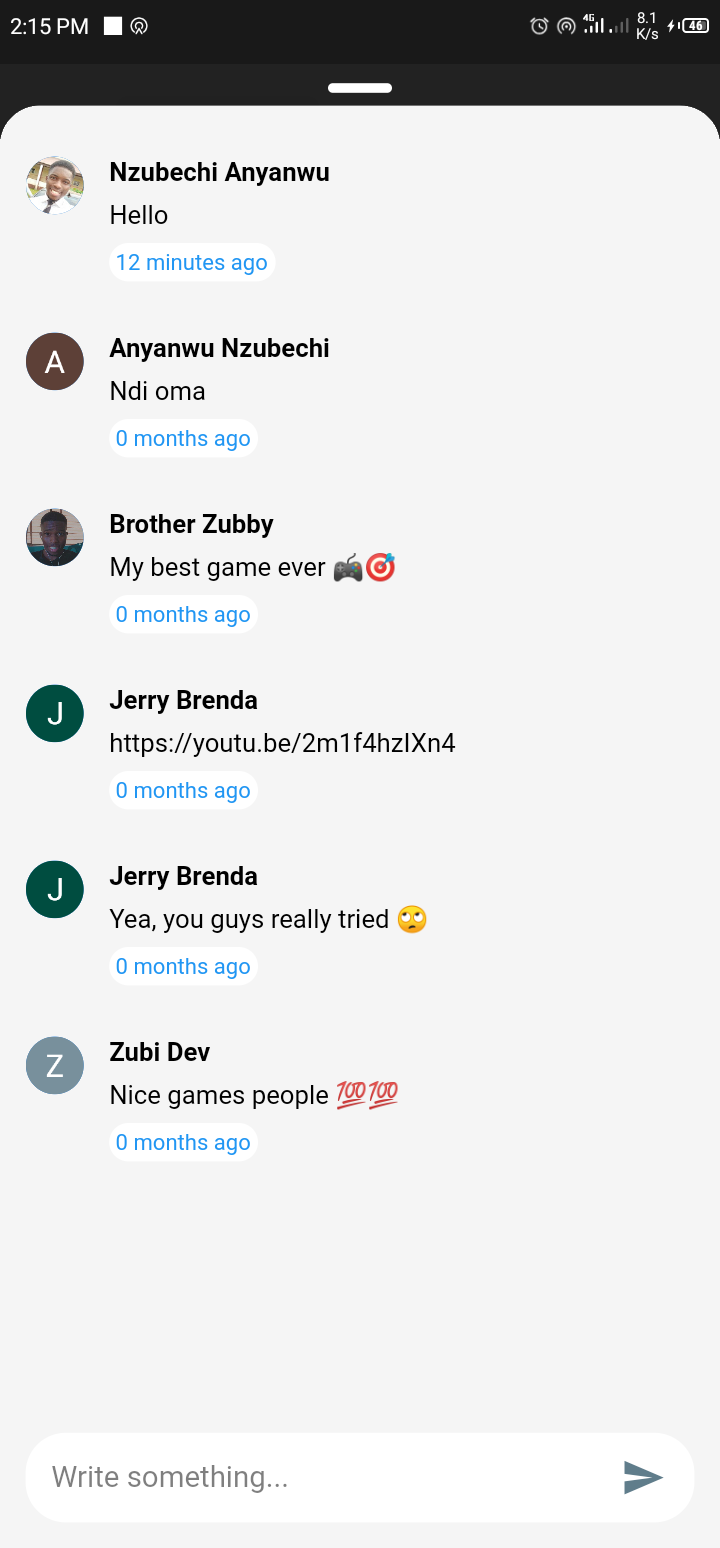 2:15 PM 4G 8.1 K/s 46
Nzubechi Anyanwu
Hello
12 minutes ago
A
Anyanwu Nzubechi
Ndi oma
0 months ago
Brother Zubby
My best game ever 🎮🎯
0 months ago
J
Jerry Brenda
https://youtu.be/2m1f4hzIXn4
0 months ago
J
Jerry Brenda
Yea, you guys really tried 🙄
0 months ago
Z
Zubi Dev
Nice games people 💯💯
0 months ago
Write something...